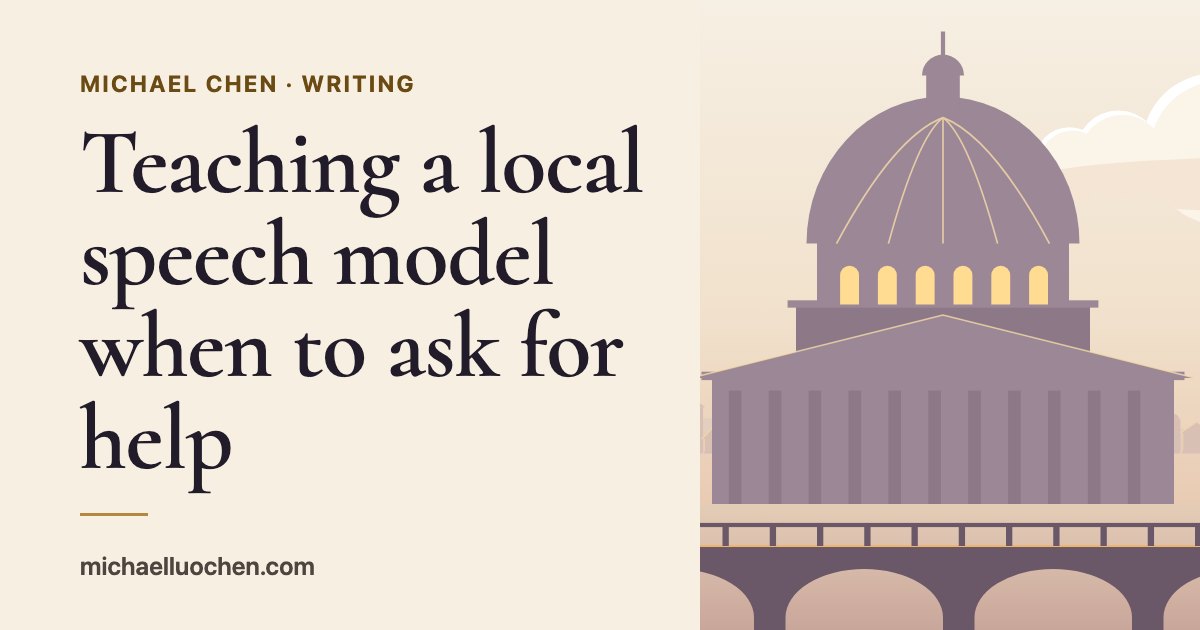 MICHAEL CHEN · WRITING
Teaching a local
speech model
when to ask for
help
michaelluochen.com